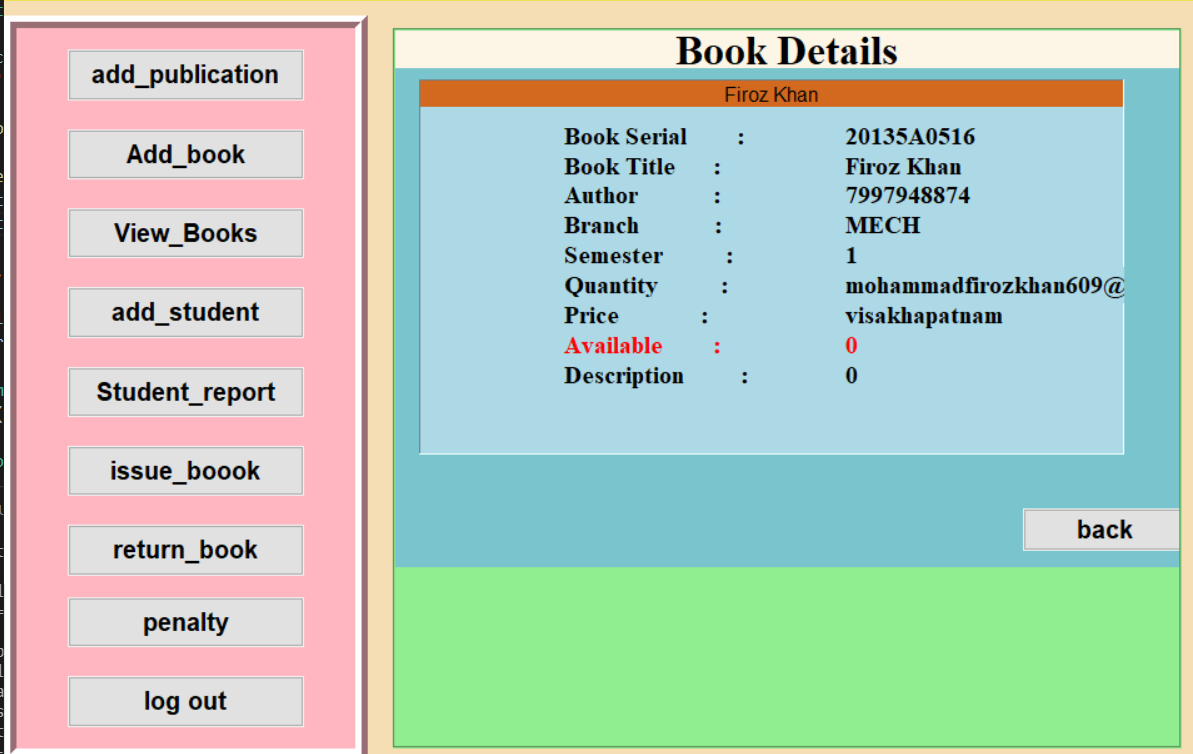 add_publication
Add_book
View_Books
add_student
Student_report
issue_boook
return_book
penalty
log out
Book Details
Firoz Khan
Book Serial : 20135A0516
Book Title : Firoz Khan
Author : 7997948874
Branch : MECH
Semester : 1
Quantity : mohammadfirozkhan609@
Price : visakhapatnam
Available : 0
Description : 0
back